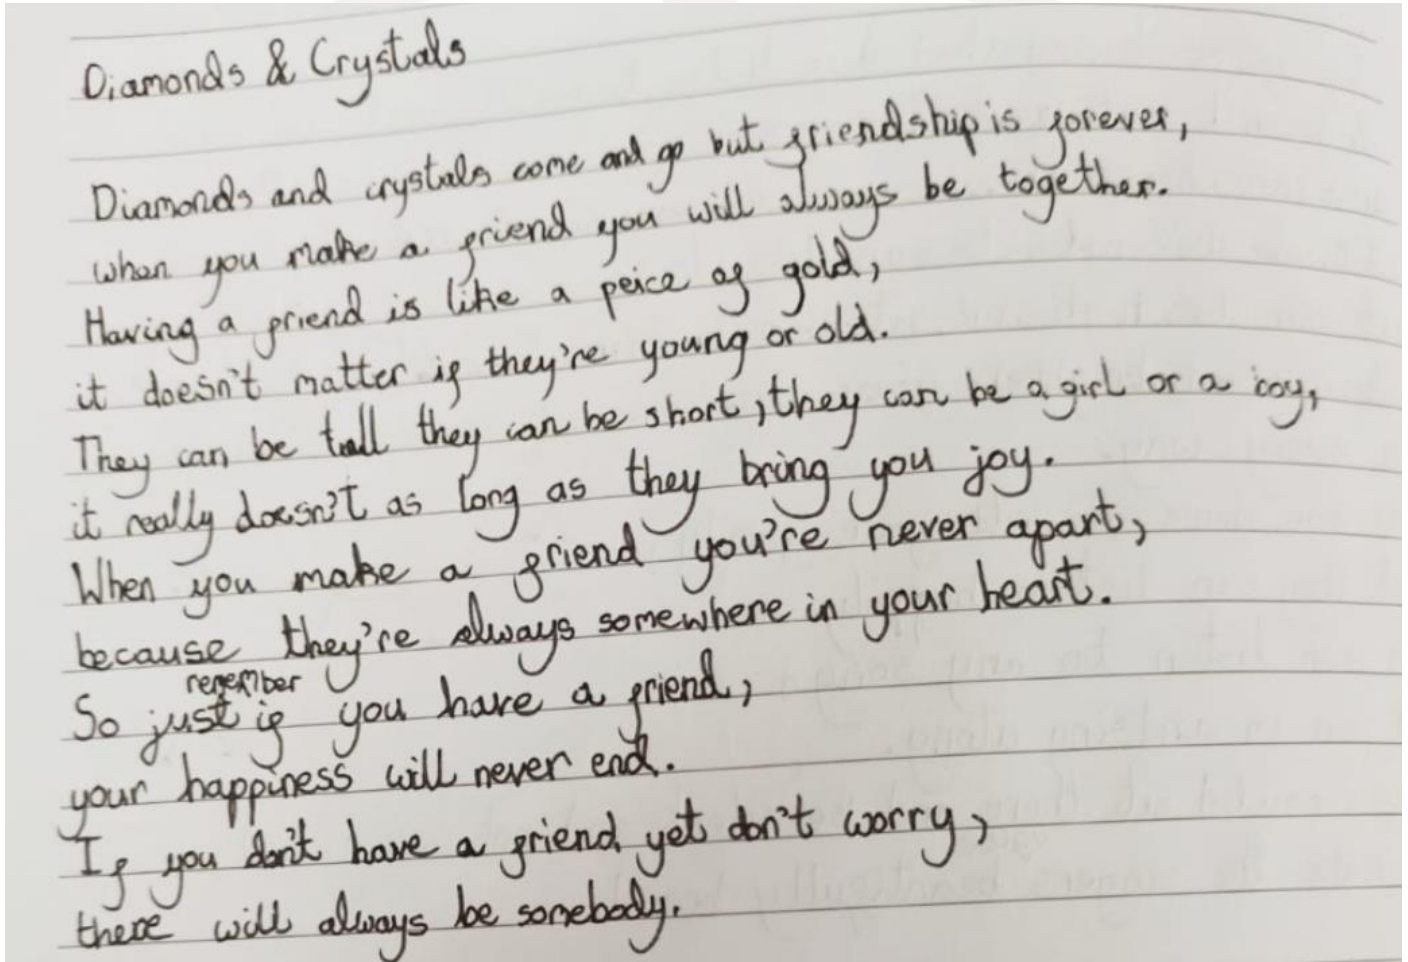 Diamonds & Crystals
Diamonds and crystals come and go but friendship is forever,
when you make a friend you will always be together.
Having a friend is like a peice of gold,
it doesn't matter if they're young or old.
They can be tall they can be short, they can be a girl or a boy,
it really doesn't as long as they bring you joy.
When you make a friend you're never apart,
because they're always somewhere in your heart.
remember
So just if you have a friend,
your happiness will never end.
If you don't have a friend yet don't worry,
there will always be somebody.